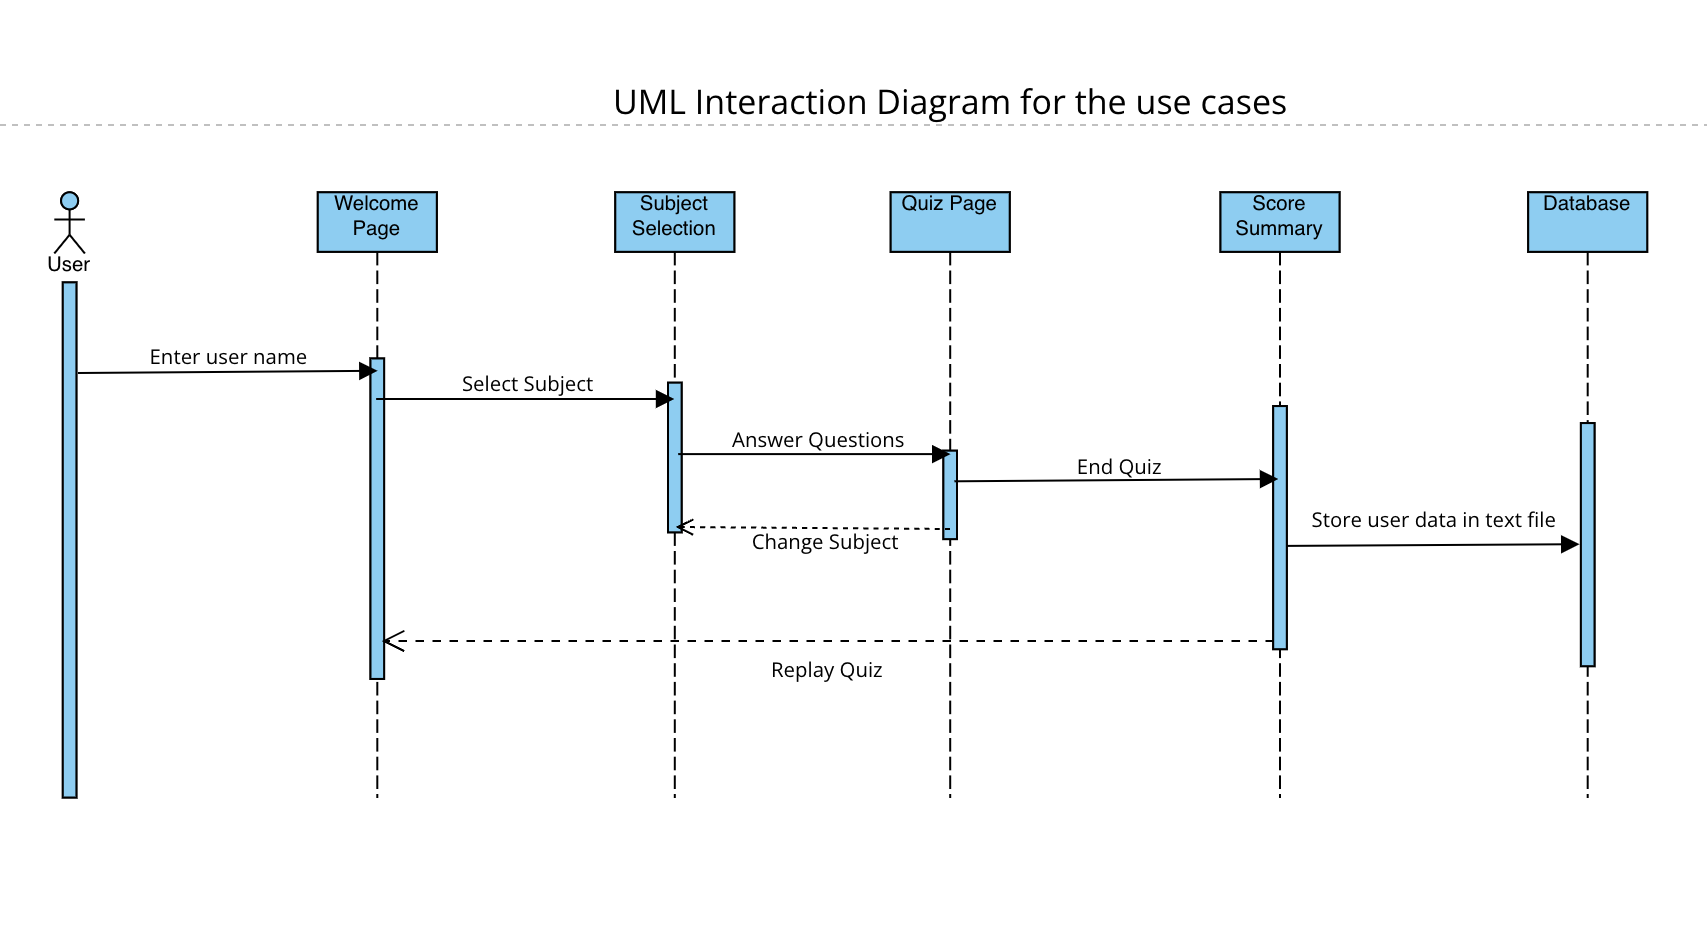 UML Interaction Diagram for the use cases
User
Welcome
Page
Subject
Selection
Quiz Page
Score
Summary
Database
Enter user name
Select Subject
Answer Questions
End Quiz
Store user data in text file
Change Subject
Replay Quiz